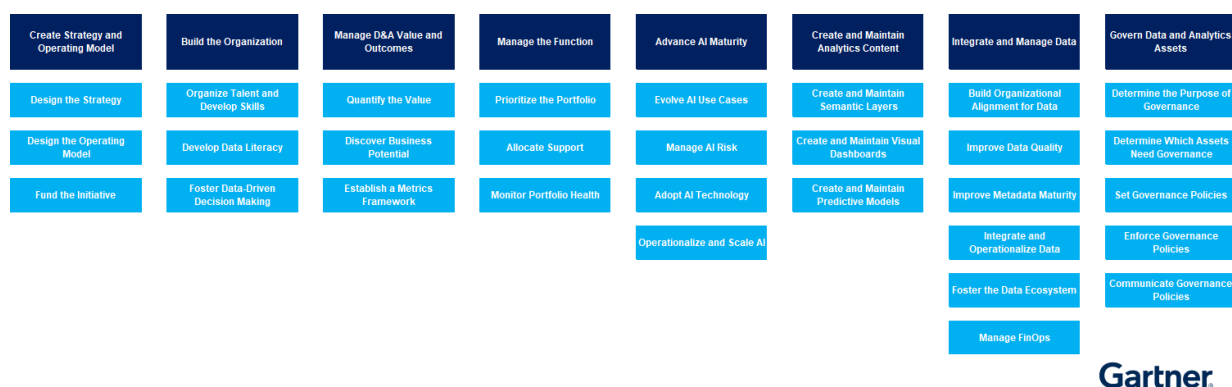 Create Strategy and
Operating Model
Build the Organization
Manage D&A Value and
Outcomes
Manage the Function
Advance AI Maturity
Create and Maintain
Analytics Content
Integrate and Manage Data
Govern Data and Analytics
Assets
Design the Strategy
Organize Talent and
Develop Skills
Quantify the Value
Prioritize the Portfolio
Evolve AI Use Cases
Create and Maintain
Semantic Layers
Build Organizational
Alignment for Data
Determine the Purpose of
Governance
Design the Operating
Model
Develop Data Literacy
Discover Business
Potential
Allocate Support
Manage AI Risk
Create and Maintain Visual
Dashboards
Improve Data Quality
Determine Which Assets
Need Governance
Fund the Initiative
Foster Data-Driven
Decision Making
Establish a Metrics
Framework
Monitor Portfolio Health
Adopt AI Technology
Create and Maintain
Predictive Models
Improve Metadata Maturity
Set Governance Policies
Operationalize and Scale AI
Integrate and
Operationalize Data
Enforce Governance
Policies
Foster the Data Ecosystem
Communicate Governance
Policies
Manage FinOps
Gartner